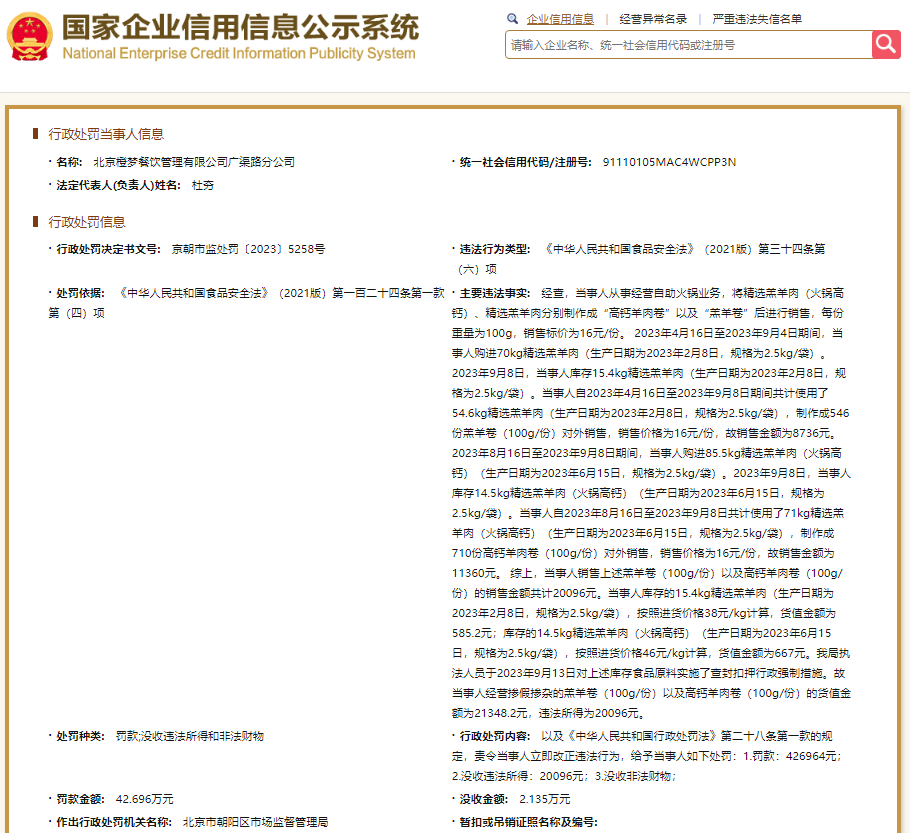 国家企业信用信息公示系统
National Enterprise Credit Information Publicity System
企业信用信息 | 经营异常名录 | 严重违法失信名单
请输入企业名称、统一社会信用代码或注册号
行政处罚当事人信息
· 名称: 北京橙梦餐饮管理有限公司广渠路分公司
· 统一社会信用代码/注册号: 91110105MAC4WCPP3N
· 法定代表人(负责人)姓名: 杜夯
行政处罚信息
· 行政处罚决定书文号: 京朝市监处罚〔2023〕5258号
· 违法行为类型: 《中华人民共和国食品安全法》（2021版）第三十四条第
（六）项
· 处罚依据: 《中华人民共和国食品安全法》（2021版）第一百二十四条第一款
第（四）项
· 主要违法事实: 经查，当事人从事经营自助火锅业务，将精选羔羊肉（火锅高
钙）、精选羔羊肉分别制作成“高钙羊肉卷”以及“羔羊卷”后进行销售，每份
重量为100g，销售标价为16元/份。 2023年4月16日至2023年9月4日期间，当
事人购进70kg精选羔羊肉（生产日期为2023年2月8日，规格为2.5kg/袋）。
2023年9月8日，当事人库存15.4kg精选羔羊肉（生产日期为2023年2月8日，规
格为2.5kg/袋）。当事人自2023年4月16日至2023年9月8日期间共计使用了
54.6kg精选羔羊肉（生产日期为2023年2月8日，规格为2.5kg/袋），制作成546
份羔羊卷（100g/份）对外销售，销售价格为16元/份，故销售金额为8736元。
2023年8月16日至2023年9月8日期间，当事人购进85.5kg精选羔羊肉（火锅高
钙）（生产日期为2023年6月15日，规格为2.5kg/袋）。2023年9月8日，当事人
库存14.5kg精选羔羊肉（火锅高钙）（生产日期为2023年6月15日，规格为
2.5kg/袋）。当事人自2023年8月16日至2023年9月8日共计使用了71kg精选羔
羊肉（火锅高钙）（生产日期为2023年6月15日，规格为2.5kg/袋），制作成
710份高钙羊肉卷（100g/份）对外销售，销售价格为16元/份，故销售金额为
11360元。 综上，当事人销售上述羔羊卷（100g/份）以及高钙羊肉卷（100g/
份）的销售金额共计20096元。当事人库存的15.4kg精选羔羊肉（生产日期为
2023年2月8日，规格为2.5kg/袋），按照进货价格38元/kg计算，货值金额为
585.2元；库存的14.5kg精选羔羊肉（火锅高钙）（生产日期为2023年6月15
日，规格为2.5kg/袋），按照进货价格46元/kg计算，货值金额为667元。我局执
法人员于2023年9月13日对上述库存食品原料实施了查封扣押行政强制措施。故
当事人经营掺假掺杂的羔羊卷（100g/份）以及高钙羊肉卷（100g/份）的货值金
额为21348.2元，违法所得为20096元。
· 处罚种类: 罚款;没收违法所得和非法财物
· 行政处罚内容: 以及《中华人民共和国行政处罚法》第二十八条第一款的规
定，责令当事人立即改正违法行为，给予当事人如下处罚：1.罚款：426964元；
2.没收违法所得：20096元；3.没收非法财物；
· 罚款金额: 42.696万元
· 没收金额: 2.135万元
· 作出行政处罚机关名称: 北京市朝阳区市场监督管理局
· 暂扣或吊销证照名称及编号: